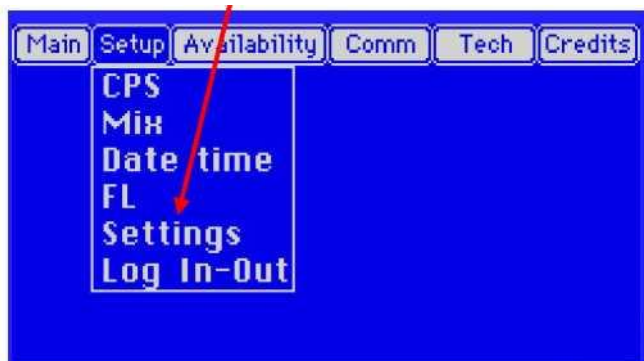 Main Setup Availability Comm Tech Credits
CPS
Mix
Date time
FL
Settings
Log In-Out